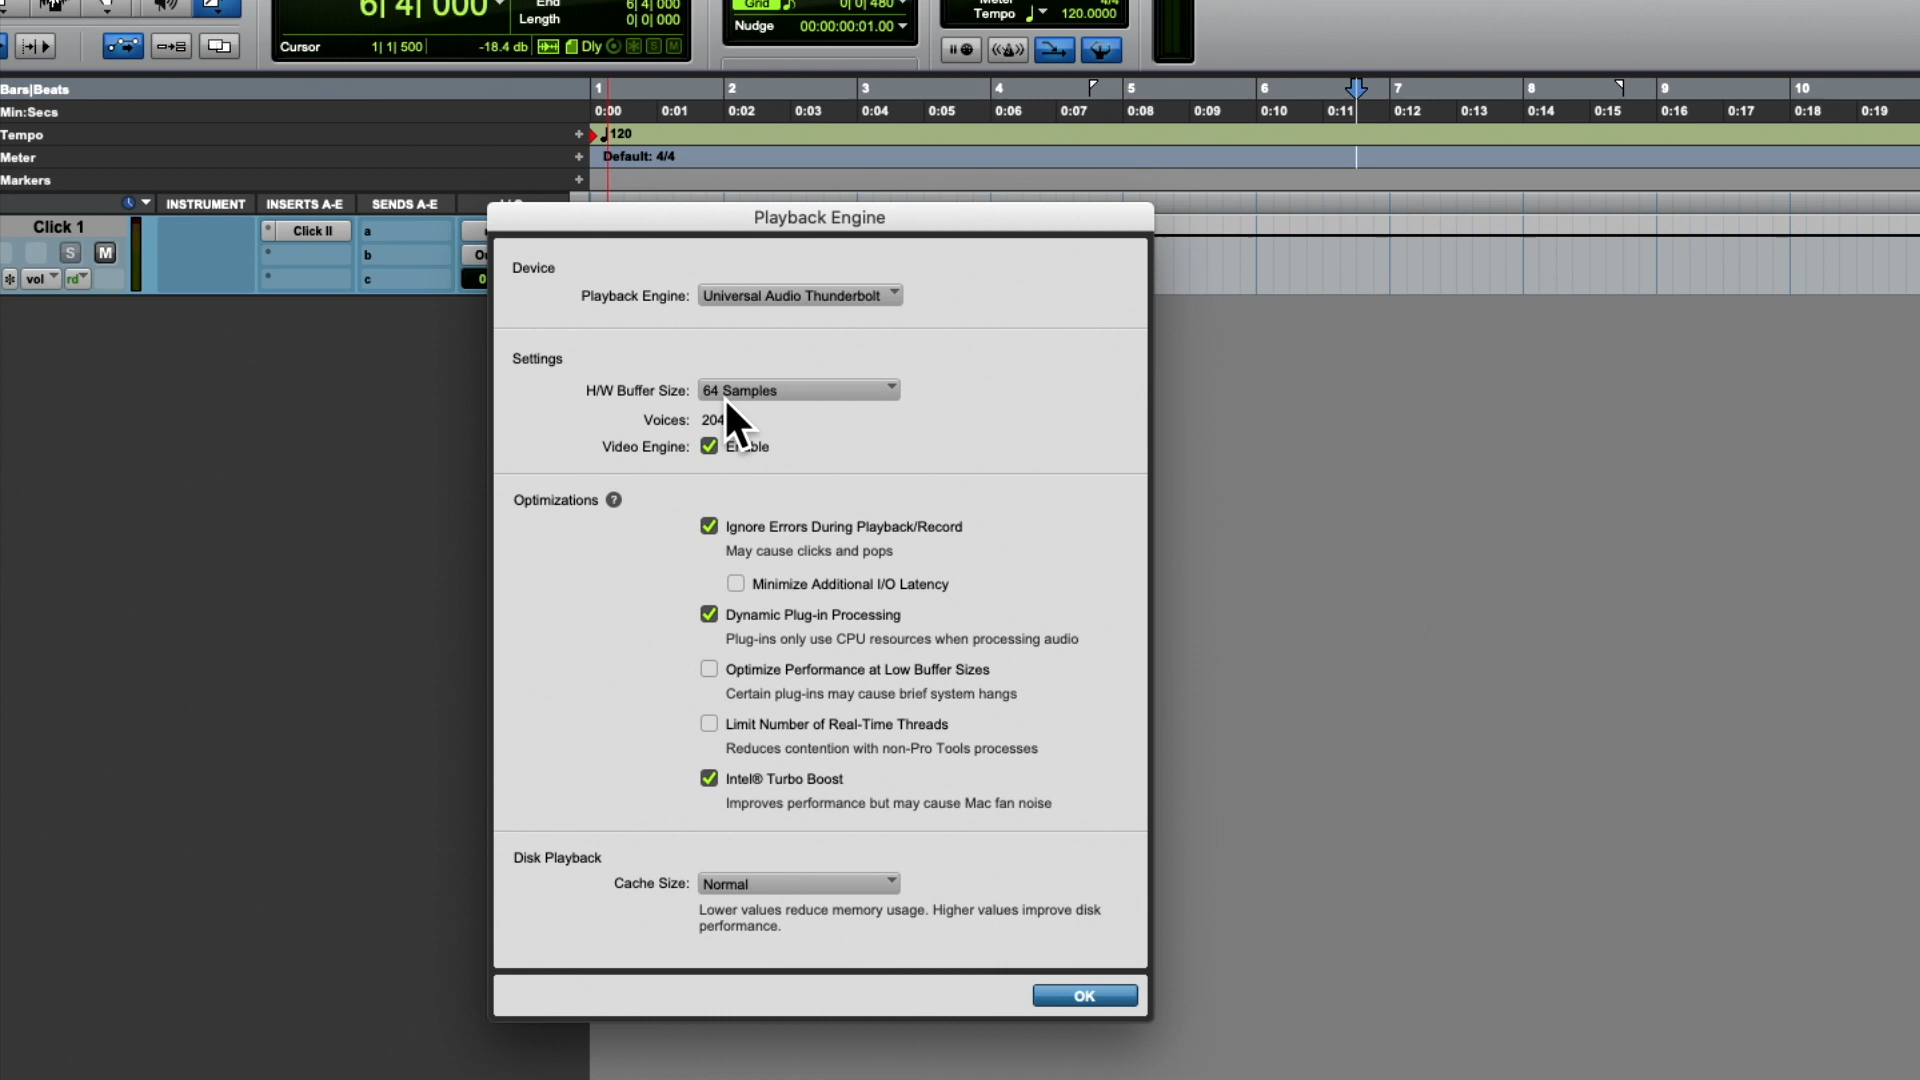 6| 4| 000
End 6| 4| 000
Length 0| 0| 000
Cursor 1| 1| 500 -18.4 db Dly S M
Grid 0| 0| 480
Nudge 00:00:00:01.00
Meter 4/4
Tempo 120.0000
Bars|Beats 1 2 3 4 5 6 7 8 9 10
Min:Secs 0:00 0:01 0:02 0:03 0:04 0:05 0:06 0:07 0:08 0:09 0:10 0:11 0:12 0:13 0:14 0:15 0:16 0:17 0:18 0:19
Tempo + 120
Meter + Default: 4/4
Markers +
INSTRUMENT INSERTS A-E SENDS A-E
Click 1 Click II a
S M b
vol rd c 0
Playback Engine
Device
Playback Engine: Universal Audio Thunderbolt
Settings
H/W Buffer Size: 64 Samples
Voices:
Video Engine:
Optimizations ?
Ignore Errors During Playback/Record
May cause clicks and pops
Minimize Additional I/O Latency
Dynamic Plug-in Processing
Plug-ins only use CPU resources when processing audio
Optimize Performance at Low Buffer Sizes
Certain plug-ins may cause brief system hangs
Limit Number of Real-Time Threads
Reduces contention with non-Pro Tools processes
Intel® Turbo Boost
Improves performance but may cause Mac fan noise
Disk Playback
Cache Size: Normal
Lower values reduce memory usage. Higher values improve disk
performance.
OK